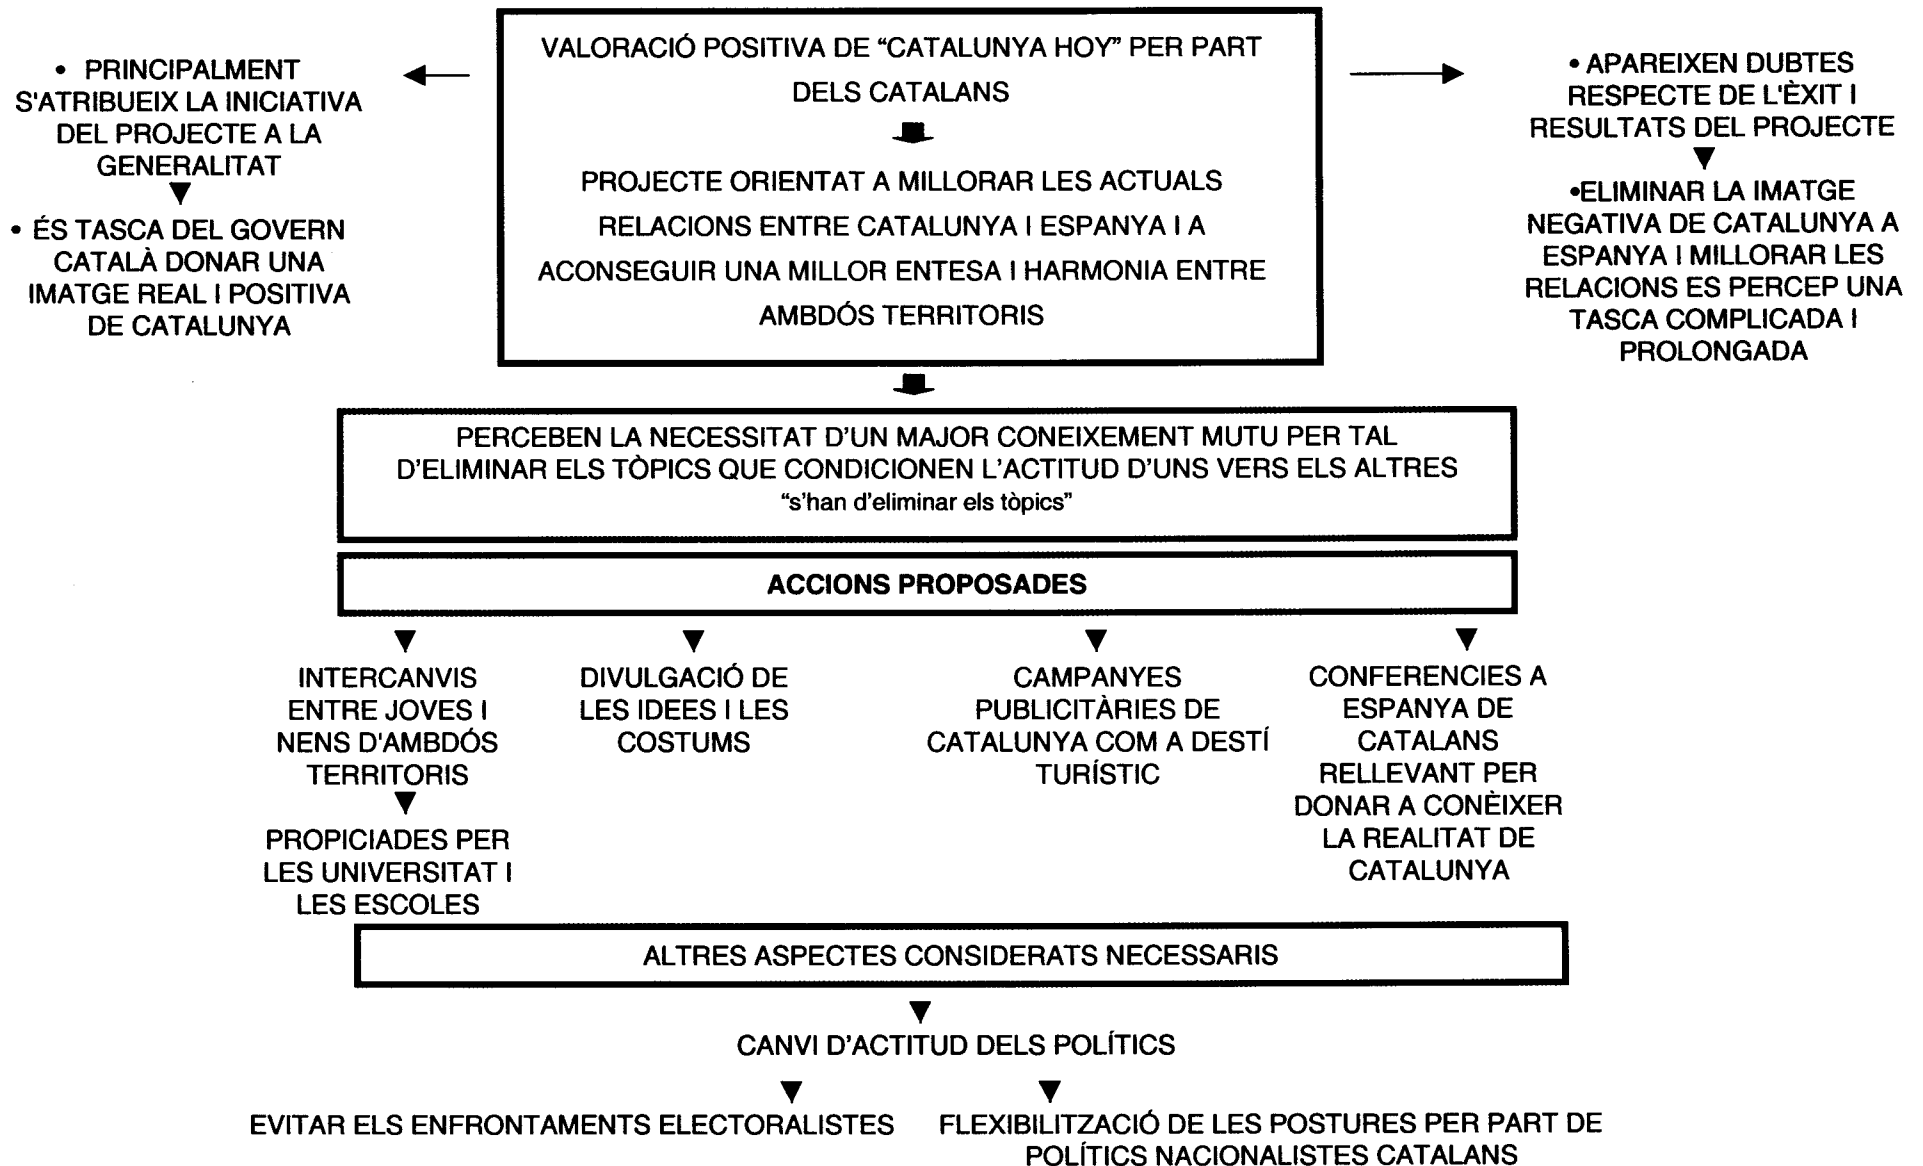 VALORACIÓ POSITIVA DE “CATALUNYA HOY” PER PART
DELS CATALANS
PROJECTE ORIENTAT A MILLORAR LES ACTUALS
RELACIONS ENTRE CATALUNYA I ESPANYA I A
ACONSEGUIR UNA MILLOR ENTESA I HARMONIA ENTRE
AMBDÓS TERRITORIS
• PRINCIPALMENT
S'ATRIBUEIX LA INICIATIVA
DEL PROJECTE A LA
GENERALITAT
• ÉS TASCA DEL GOVERN
CATALÀ DONAR UNA
IMATGE REAL I POSITIVA
DE CATALUNYA
• APAREIXEN DUBTES
RESPECTE DE L'ÈXIT I
RESULTATS DEL PROJECTE
•ELIMINAR LA IMATGE
NEGATIVA DE CATALUNYA A
ESPANYA I MILLORAR LES
RELACIONS ES PERCEP UNA
TASCA COMPLICADA I
PROLONGADA
PERCEBEN LA NECESSITAT D’UN MAJOR CONEIXEMENT MUTU PER TAL
D’ELIMINAR ELS TÒPICS QUE CONDICIONEN L’ACTITUD D’UNS VERS ELS ALTRES
“s’han d’eliminar els tòpics”
ACCIONS PROPOSADES
INTERCANVIS
ENTRE JOVES I
NENS D'AMBDÓS
TERRITORIS
PROPICIADES PER
LES UNIVERSITAT I
LES ESCOLES
DIVULGACIÓ DE
LES IDEES I LES
COSTUMS
CAMPANYES
PUBLICITÀRIES DE
CATALUNYA COM A DESTÍ
TURÍSTIC
CONFERENCIES A
ESPANYA DE
CATALANS
RELLEVANT PER
DONAR A CONÈIXER
LA REALITAT DE
CATALUNYA
ALTRES ASPECTES CONSIDERATS NECESSARIS
CANVI D'ACTITUD DELS POLÍTICS
EVITAR ELS ENFRONTAMENTS ELECTORALISTES
FLEXIBILITZACIÓ DE LES POSTURES PER PART DE
POLÍTICS NACIONALISTES CATALANS